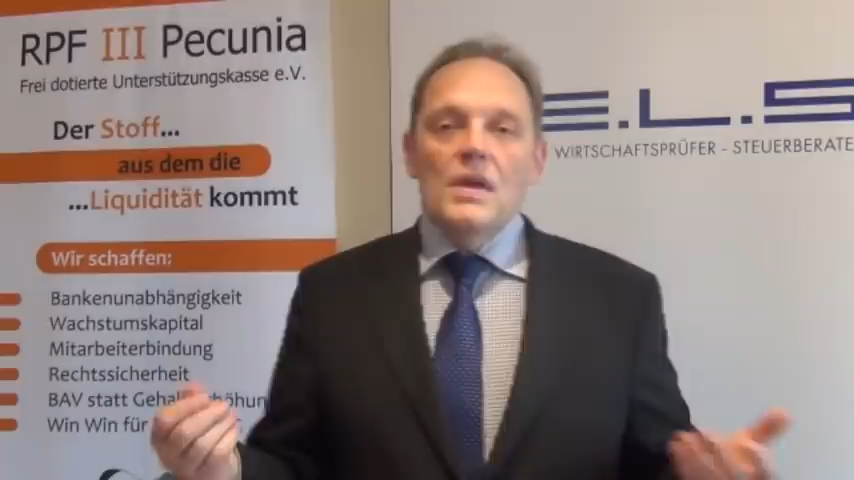 RPF III Pecunia
Frei dotierte Unterstützungskasse e.V.
Der Stoff...
aus dem die
...Liquidität kommt
Wir schaffen:
Bankenunabhängigkeit
Wachstumskapital
Mitarbeiterbindung
Rechtssicherheit
BAV statt
Win Win für
E.L.S
WIRTSCHAFTSPRÜFER - STEUERBERATE